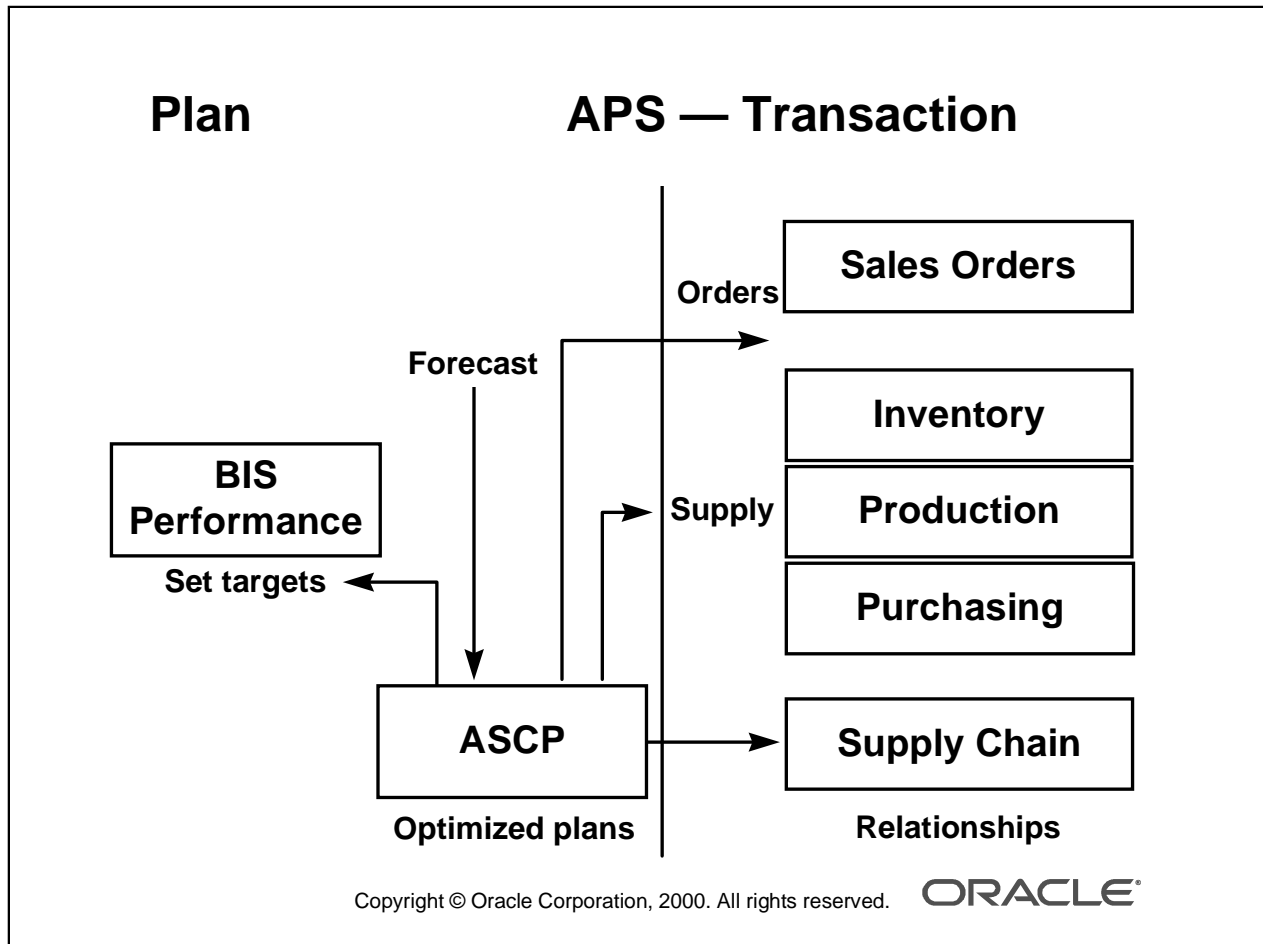 Plan
APS — Transaction
Sales Orders
Orders
Forecast
Inventory
BIS
Performance
Supply
Production
Set targets
Purchasing
ASCP
Supply Chain
Optimized plans
Relationships
Copyright © Oracle Corporation, 2000. All rights reserved.
ORACLE®